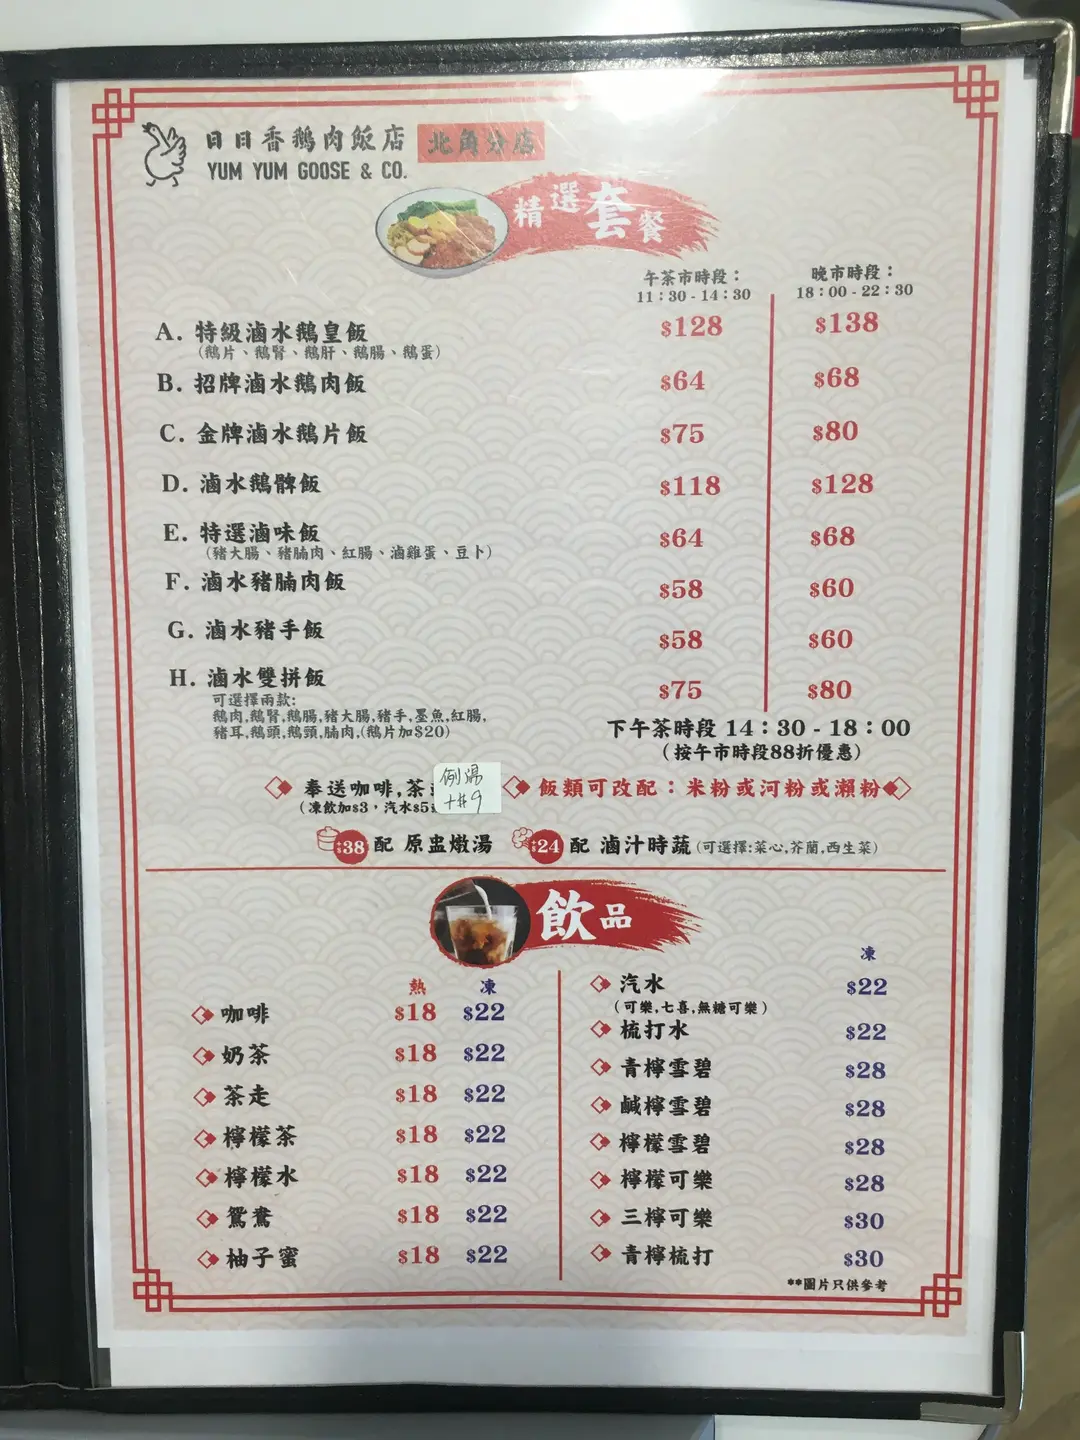 日日香鵝肉飯店 北角分店
YUM YUM GOOSE & CO.
精選套餐
午茶市時段：
11：30 - 14：30
晚市時段：
18：00 - 22：30
A. 特級滷水鵝皇飯 $128 $138
（鵝片、鵝腎、鵝肝、鵝腸、鵝蛋）
B. 招牌滷水鵝肉飯 $64 $68
C. 金牌滷水鵝片飯 $75 $80
D. 滷水鵝髀飯 $118 $128
E. 特選滷味飯 $64 $68
（豬大腸、豬腩肉、紅腸、滷雞蛋、豆卜）
F. 滷水豬腩肉飯 $58 $60
G. 滷水豬手飯 $58 $60
H. 滷水雙拼飯 $75 $80
可選擇兩款:
鵝肉,鵝腎,鵝腸,豬大腸,豬手,墨魚,紅腸,
豬耳,鵝頭,鵝頸,腩肉,(鵝片加$20)
下午茶時段 14：30 - 18：00
（按午市時段88折優惠）
奉送咖啡,茶
（凍飲加$3，汽水$5
例湯
+#9
飯類可改配：米粉或河粉或瀨粉
+$38 配 原盅燉湯
+$24 配 滷汁時蔬 (可選擇:菜心,芥蘭,西生菜)
飲品
熱 凍
咖啡 $18 $22
奶茶 $18 $22
茶走 $18 $22
檸檬茶 $18 $22
檸檬水 $18 $22
鴛鴦 $18 $22
柚子蜜 $18 $22
凍
汽水 $22
（可樂,七喜,無糖可樂）
梳打水 $22
青檸雪碧 $28
鹹檸雪碧 $28
檸檬雪碧 $28
檸檬可樂 $28
三檸可樂 $30
青檸梳打 $30
**圖片只供參考